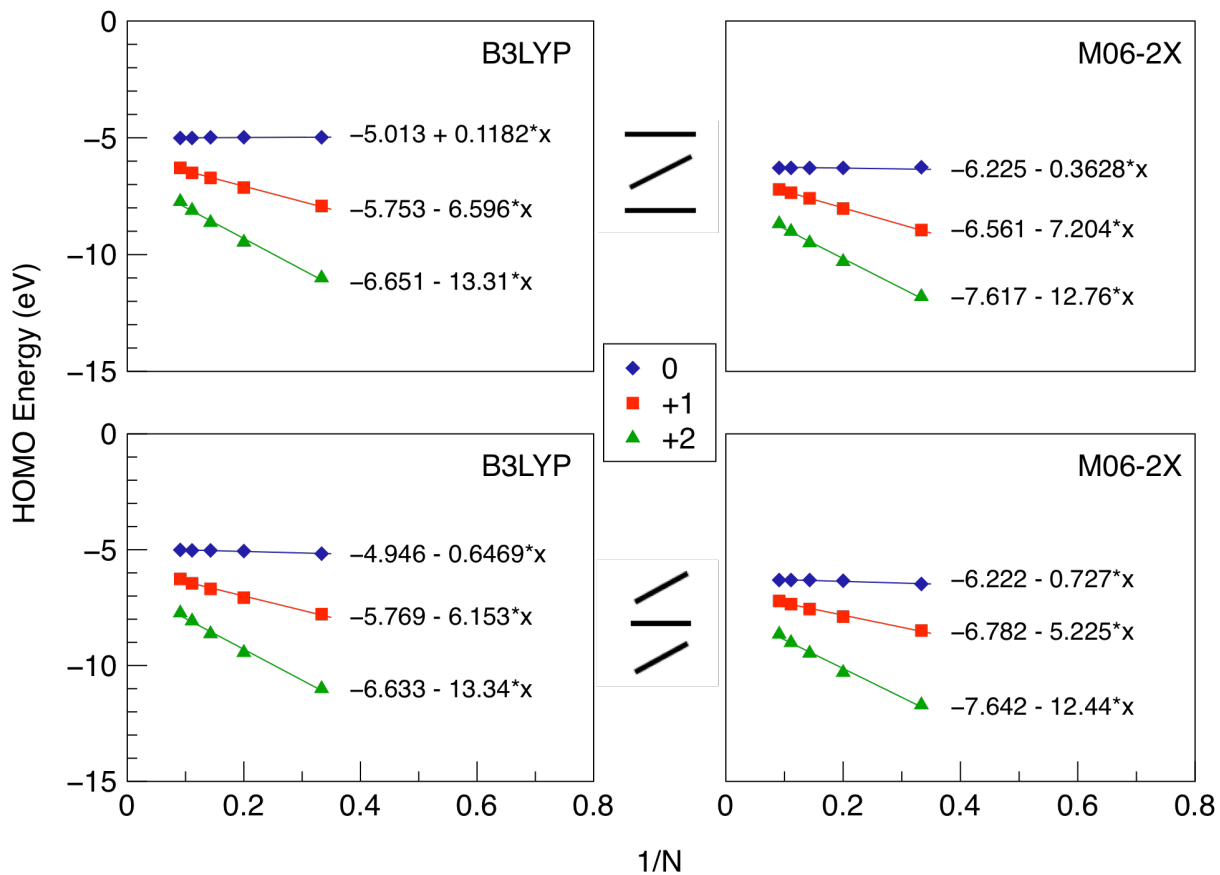 0
B3LYP
M06-2X
−5
−5.013 + 0.1182*x
−6.225 - 0.3628*x
−5.753 - 6.596*x
−6.561 - 7.204*x
−10
−6.651 - 13.31*x
−7.617 - 12.76*x
−15
HOMO Energy (eV)
0
+1
+2
0
B3LYP
M06-2X
−5
−4.946 - 0.6469*x
−6.222 - 0.727*x
−5.769 - 6.153*x
−6.782 - 5.225*x
−10
−6.633 - 13.34*x
−7.642 - 12.44*x
−15
0 0.2 0.4 0.6 0.8
0 0.2 0.4 0.6 0.8
1/N